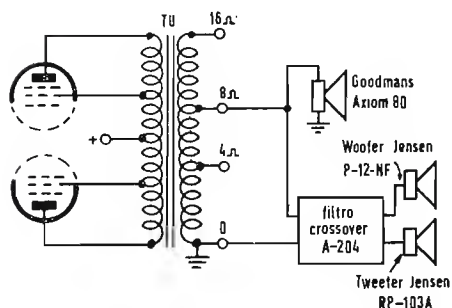 TU
16Ω
8Ω
4Ω
0
+
Goodmans
Axiom 80
Woofer Jensen
P-12-NF
filtro
crossover
A-204
Tweeter Jensen
RP-103A